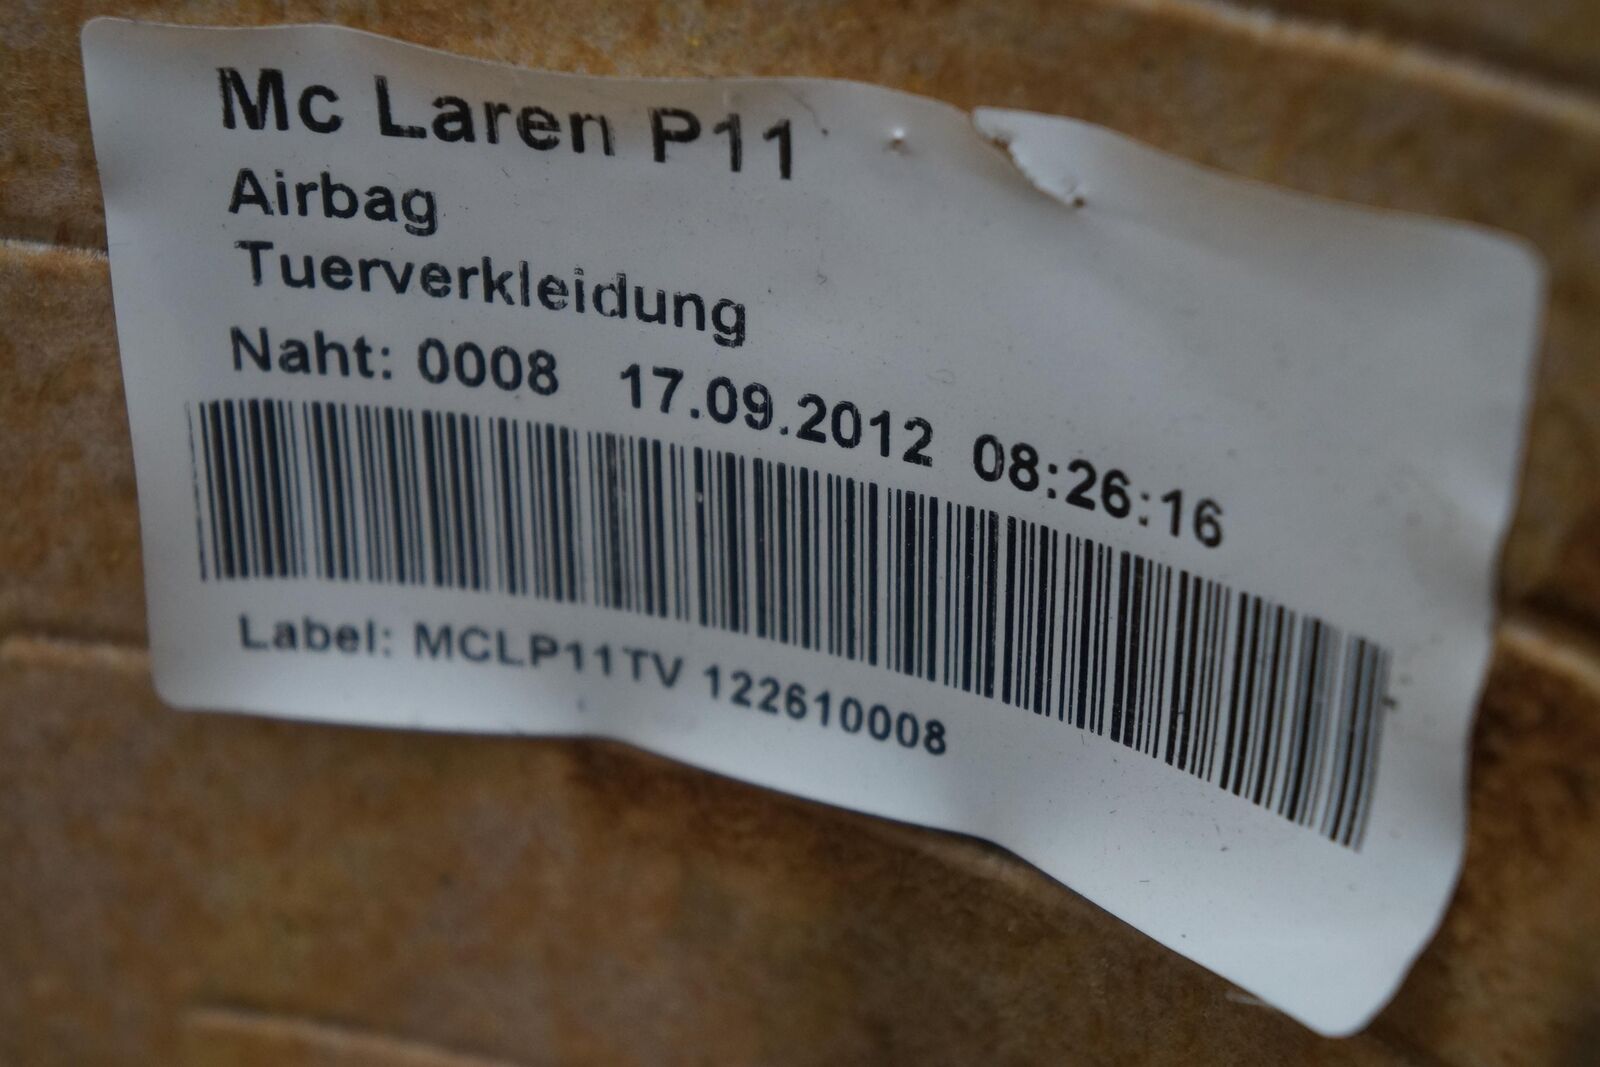 Mc Laren P11
Airbag
Tuerverkleidung
Naht: 0008 17.09.2012 08:26:16
Label: MCLP11TV 122610008